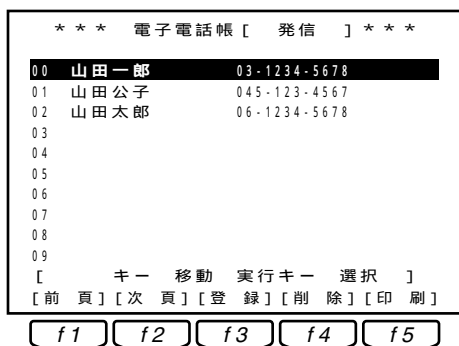 ＊＊＊ 電子電話帳[ 発信 ]＊＊＊
00 山田一郎 03-1234-5678
01 山田公子 045-123-4567
02 山田太郎 06-1234-5678
03
04
05
06
07
08
09
[ キー 移動 実行キー 選択 ]
[前 頁][次 頁][登 録][削 除][印 刷]
f1 f2 f3 f4 f5